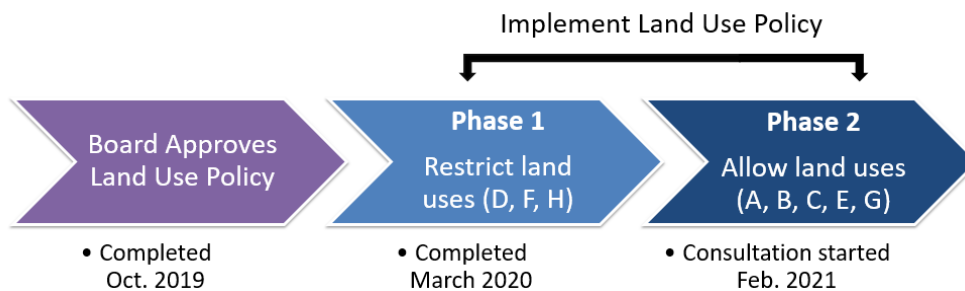 Implement Land Use Policy
Board Approves
Land Use Policy
Phase 1
Restrict land
uses (D, F, H)
Phase 2
Allow land uses
(A, B, C, E, G)
• Completed
Oct. 2019
• Completed
March 2020
• Consultation started
Feb. 2021